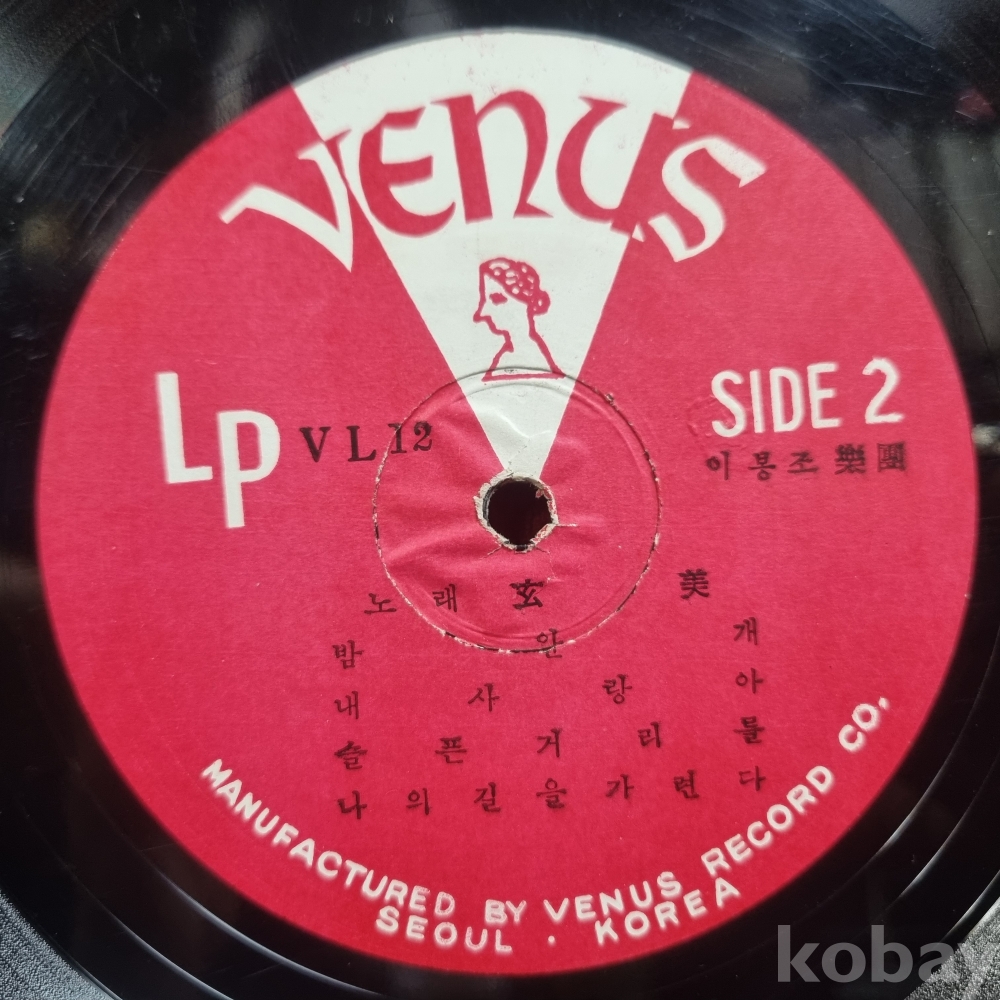 VENUS
LP VL12
SIDE 2
이봉조樂團
노래 玄美
밤안개
내사랑아
슬픈거리를
나의길을가련다
MANUFACTURED BY VENUS RECORD CO,
SEOUL · KOREA
kobay